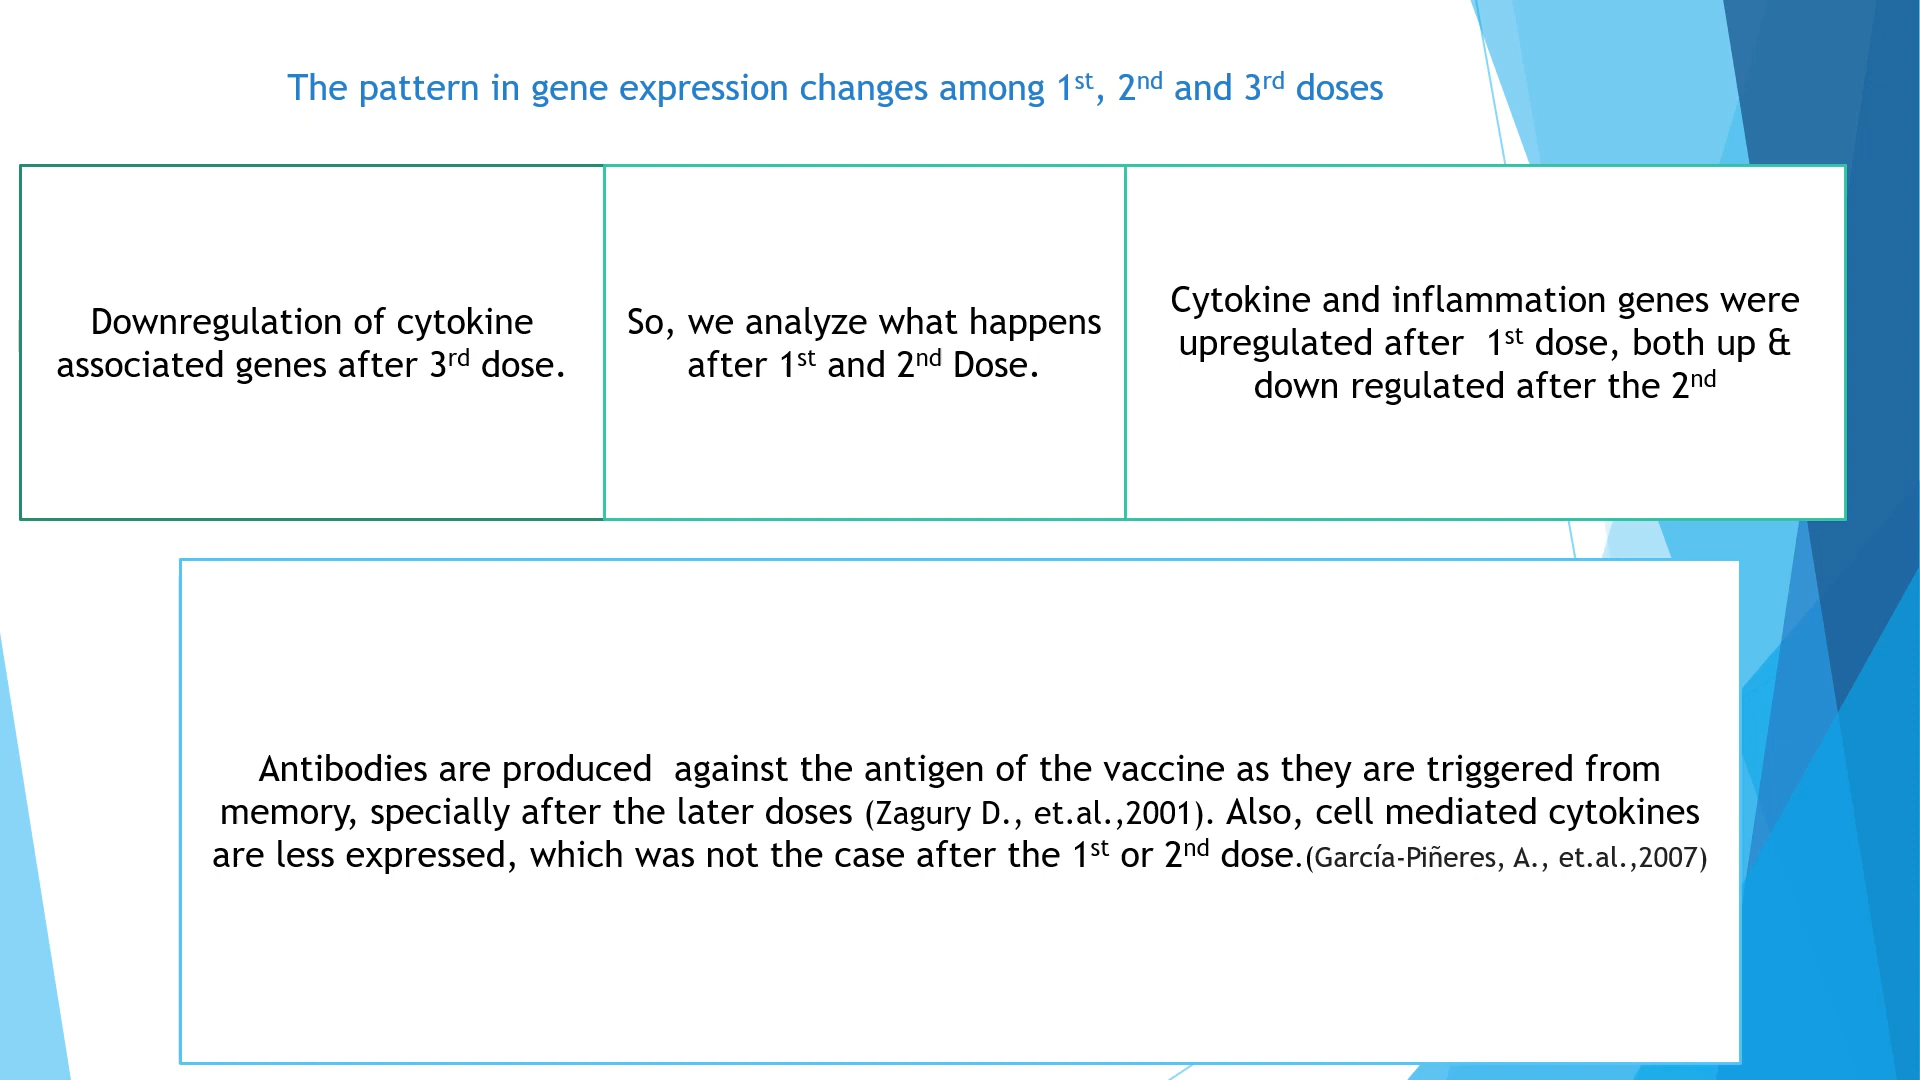 The pattern in gene expression changes among 1st, 2nd and 3rd doses
Downregulation of cytokine
associated genes after 3rd dose.
So, we analyze what happens
after 1st and 2nd Dose.
Cytokine and inflammation genes were
upregulated after  1st dose, both up &
down regulated after the 2nd
Antibodies are produced  against the antigen of the vaccine as they are triggered from
memory, specially after the later doses (Zagury D., et.al.,2001). Also, cell mediated cytokines
are less expressed, which was not the case after the 1st or 2nd dose.(García-Piñeres, A., et.al.,2007)